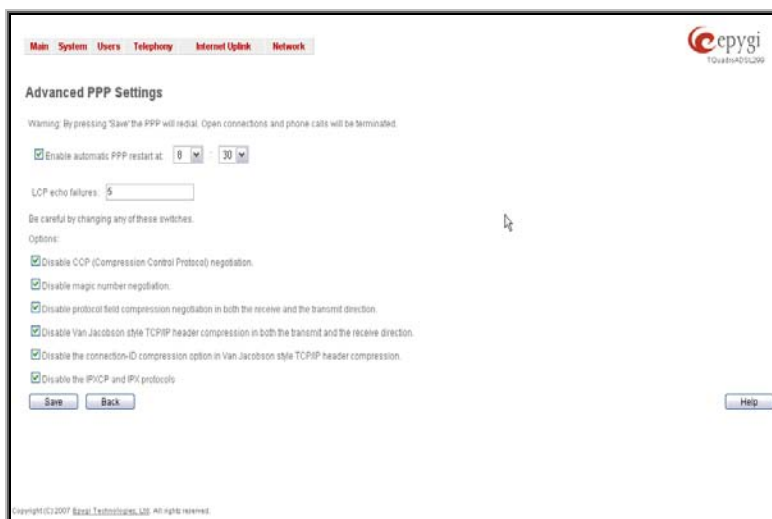 Main System Users Telephony Internet Uplink Network
epygi
TQuadroADSL299
Advanced PPP Settings
Warning: By pressing 'Save' the PPP will redial. Open connections and phone calls will be terminated.
Enable automatic PPP restart at: 8 : 30
LCP echo failures: 5
Be careful by changing any of these switches.
Options:
Disable CCP (Compression Control Protocol) negotiation.
Disable magic number negotiation.
Disable protocol field compression negotiation in both the receive and the transmit direction.
Disable Van Jacobson style TCP/IP header compression in both the transmit and the receive direction.
Disable the connection-ID compression option in Van Jacobson style TCP/IP header compression.
Disable the IPXCP and IPX protocols
Save Back Help
Copyright (C) 2007 Epygi Technologies, Ltd. All rights reserved.